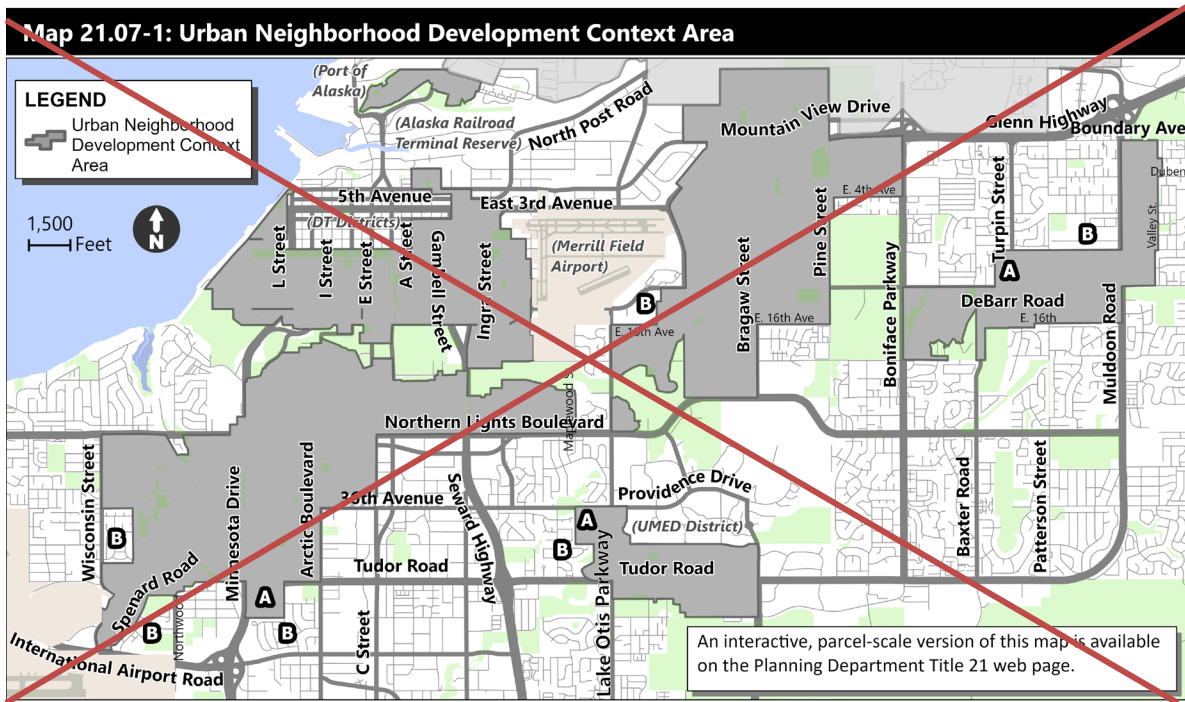 Map 21.07-1: Urban Neighborhood Development Context Area
LEGEND
Urban Neighborhood
Development Context
Area
1,500
Feet
N
(Port of
Alaska)
(Alaska Railroad
Terminal Reserve)
North Post Road
Mountain View Drive
Glenn Highway
Boundary Ave
5th Avenue
East 3rd Avenue
E. 4th Ave
(DT Districts)
(Merrill Field
Airport)
L Street
I Street
E Street
A Street
Gambell Street
Ingra Street
Bragaw Street
Pine Street
Boniface Parkway
Turpin Street
Valley St.
B
A
B
DeBarr Road
E. 16th
E. 16th Ave
E. 15th Ave
Muldoon Road
Northern Lights Boulevard
Wisconsin Street
Minnesota Drive
Arctic Boulevard
36th Avenue
Seward Highway
Providence Drive
(UMED District)
Baxter Road
Patterson Street
B
A
B
Spenard Road
Tudor Road
Tudor Road
Lake Otis Parkway
A
B
B
C Street
International Airport Road
An interactive, parcel-scale version of this map is available
on the Planning Department Title 21 web page.